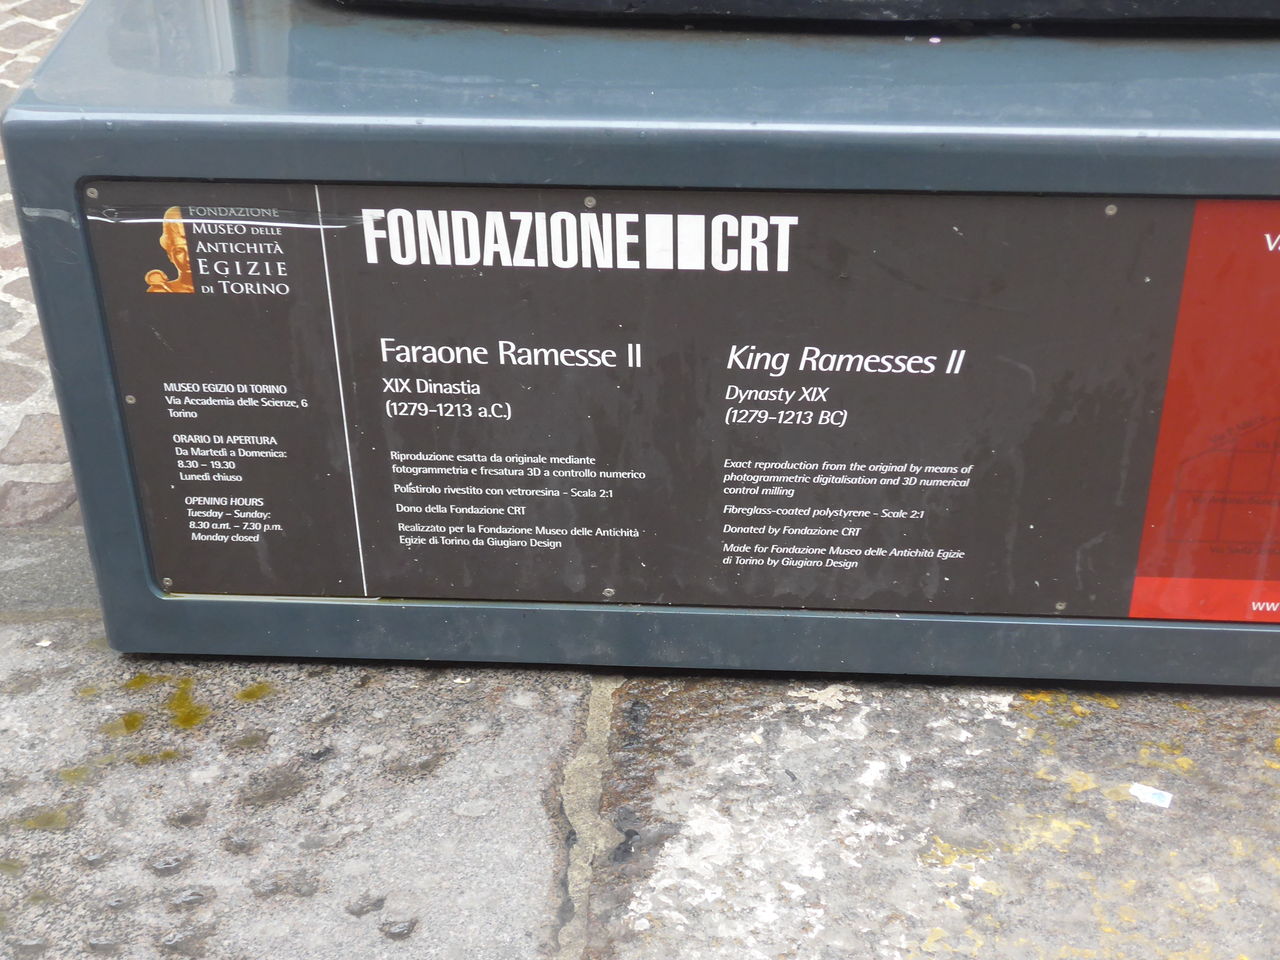 FONDAZIONE
MUSEO DELLE
ANTICHITÀ
EGIZIE
DI TORINO
MUSEO EGIZIO DI TORINO
Via Accademia delle Scienze, 6
Torino
ORARIO DI APERTURA
Da Martedì a Domenica:
8.30 – 19.30
Lunedì chiuso
OPENING HOURS
Tuesday – Sunday:
8.30 a.m. – 7.30 p.m.
Monday closed
FONDAZIONE CRT
Faraone Ramesse II
XIX Dinastia
(1279–1213 a.C.)
Riproduzione esatta da originale mediante
fotogrammetria e fresatura 3D a controllo numerico
Polistirolo rivestito con vetroresina – Scala 2:1
Dono della Fondazione CRT
Realizzato per la Fondazione Museo delle Antichità
Egizie di Torino da Giugiaro Design
King Ramesses II
Dynasty XIX
(1279–1213 BC)
Exact reproduction from the original by means of
photogrammetric digitalisation and 3D numerical
control milling
Fibreglass-coated polystyrene – Scale 2:1
Donated by Fondazione CRT
Made for Fondazione Museo delle Antichità Egizie
di Torino by Giugiaro Design
ww